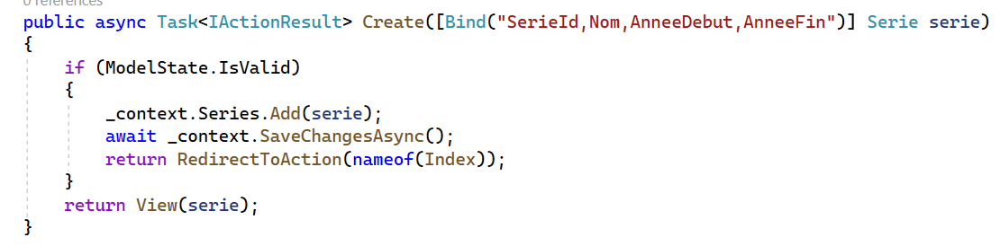 0 references
public async Task<IActionResult> Create([Bind("SerieId,Nom,AnneeDebut,AnneeFin")] Serie serie)
{
if (ModelState.IsValid)
{
_context.Series.Add(serie);
await _context.SaveChangesAsync();
return RedirectToAction(nameof(Index));
}
return View(serie);
}